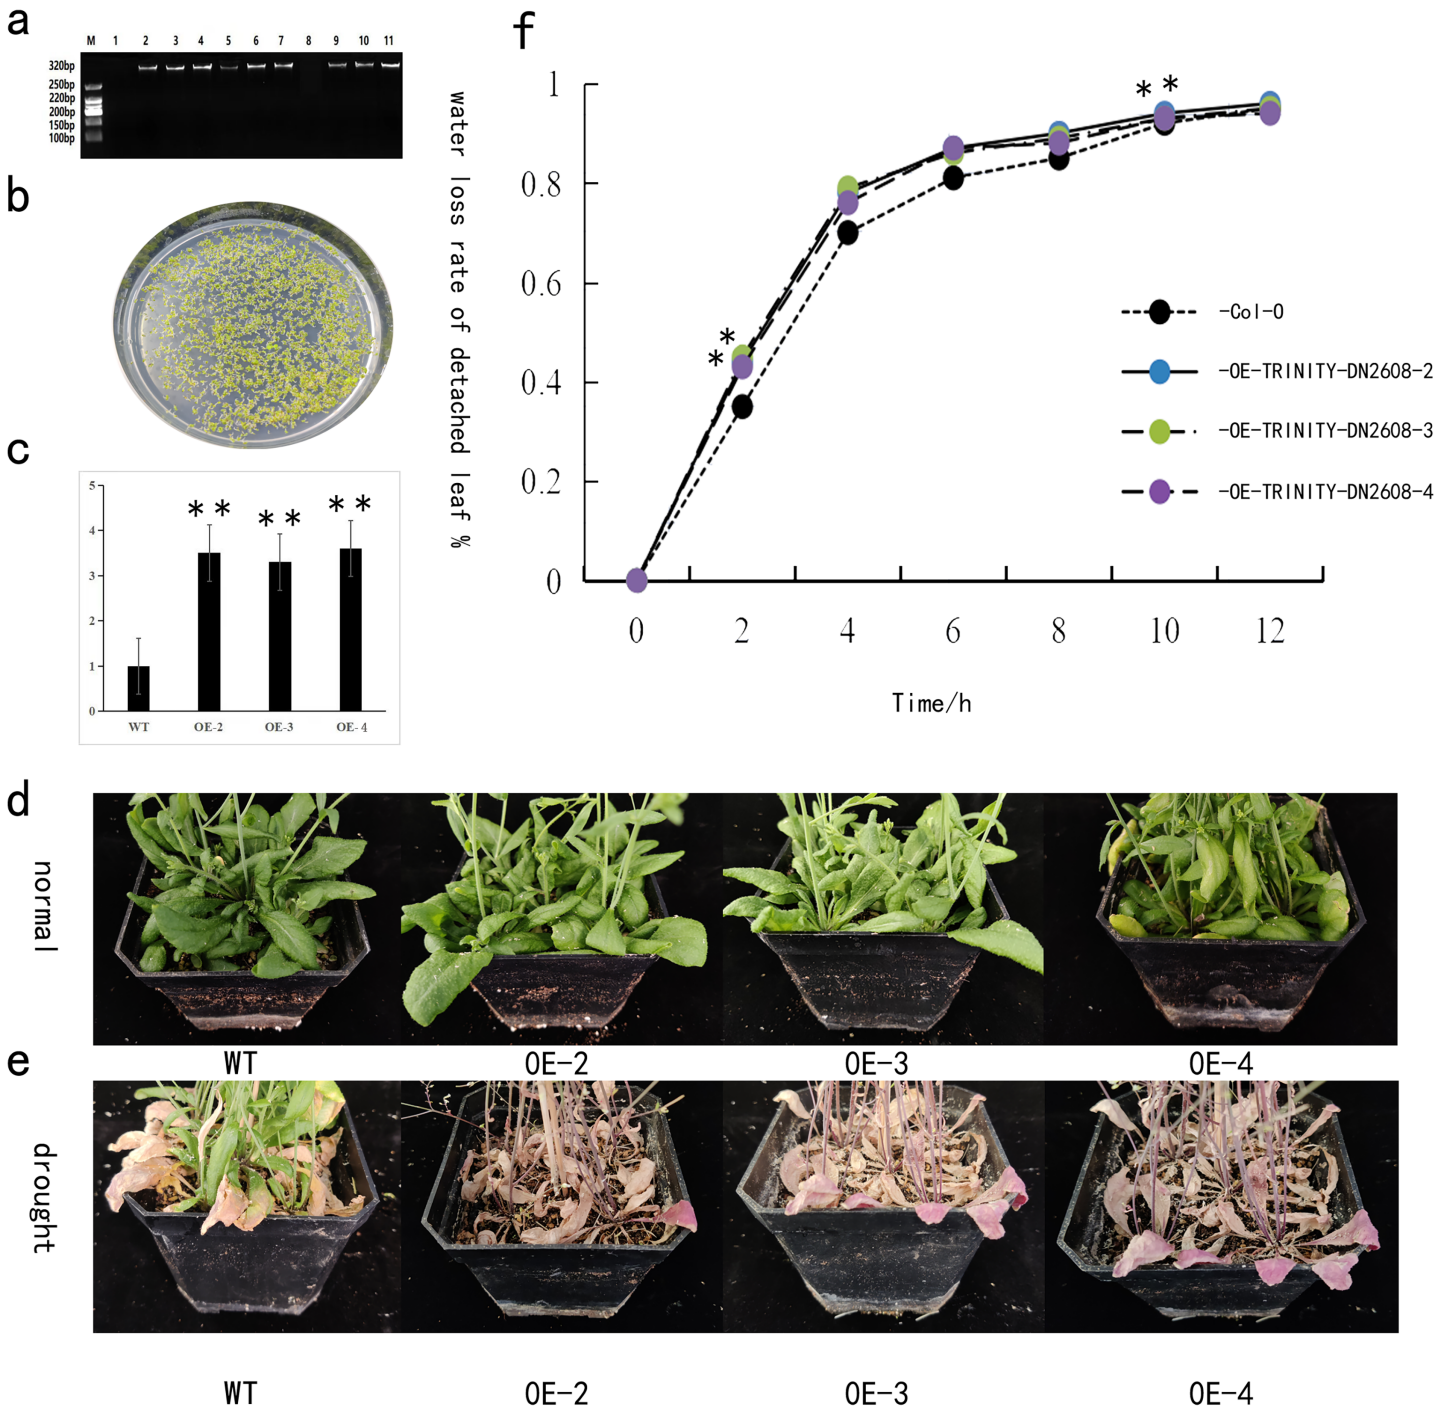 a
M 1 2 3 4 5 6 7 8 9 10 11
320bp
250bp
220bp
200bp
150bp
100bp
b
c
5
4
3
2
1
0
** ** **
WT OE-2 OE-3 OE-4
f
water loss rate of detached leaf %
1
0.8
0.6
0.4
0.2
0
**
**
0 2 4 6 8 10 12
Time/h
-Col-0
-OE-TRINITY-DN2608-2
-OE-TRINITY-DN2608-3
-OE-TRINITY-DN2608-4
d
normal
WT OE-2 OE-3 OE-4
e
drought
WT OE-2 OE-3 OE-4